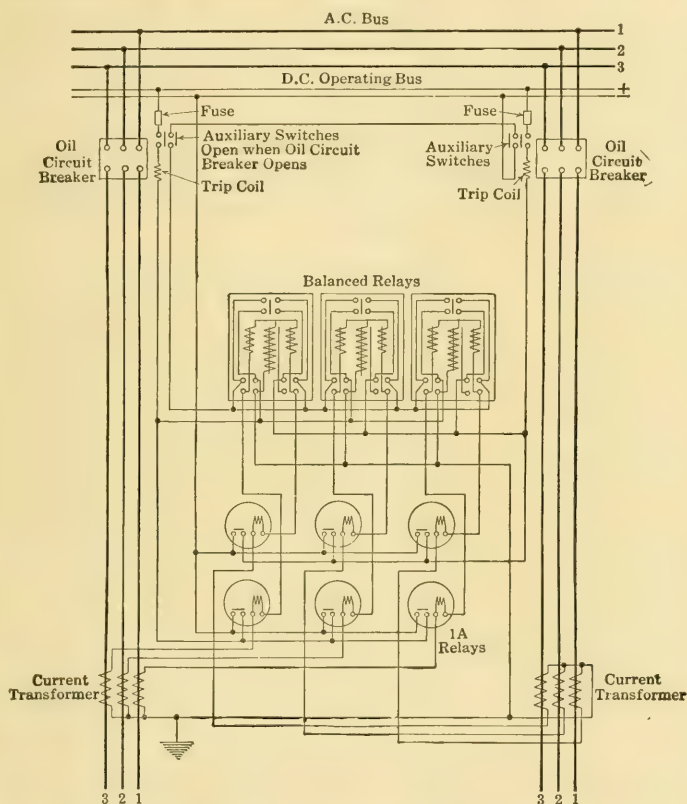 A.C. Bus
1
2
3
D.C. Operating Bus
+
Fuse
Fuse
Oil
Circuit
Breaker
Auxiliary Switches
Open when Oil Circuit
Breaker Opens
Trip Coil
Auxiliary
Switches
Trip Coil
Oil
Circuit
Breaker
Balanced Relays
1A
Relays
Current
Transformer
Current
Transformer
3 2 1
3 2 1